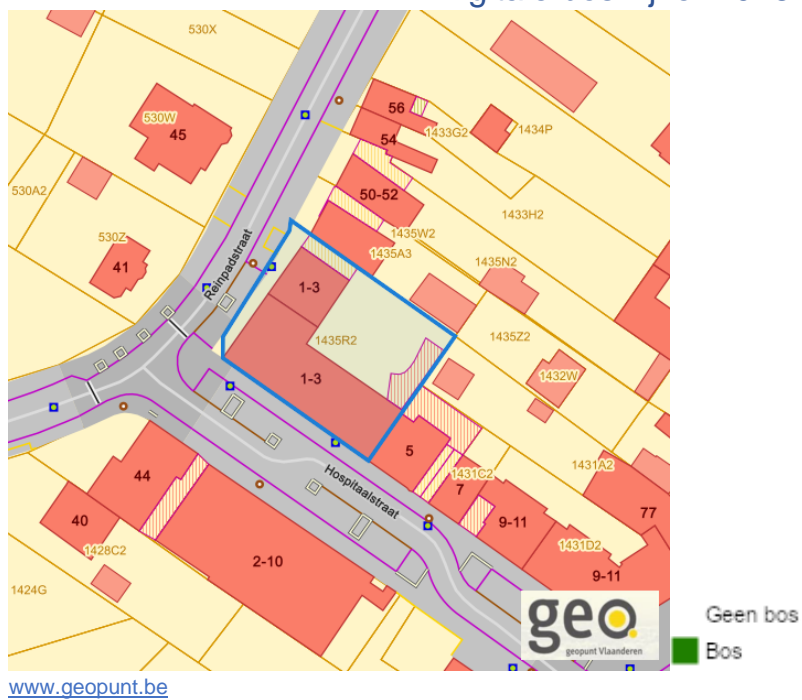 530X
56
1433G2
1434P
530W
45
54
50-52
530A2
1433H2
530Z
1435W2
41
Reinpadstraat
1435A3
1435N2
1-3
1435R2
1435Z2
1-3
1432W
5
1431A2
44
Hospitaalstraat
1431C2
7
77
40
9-11
1428C2
1431D2
2-10
9-11
1424G
geo
geopunt Vlaanderen
Geen bos
Bos
www.geopunt.be